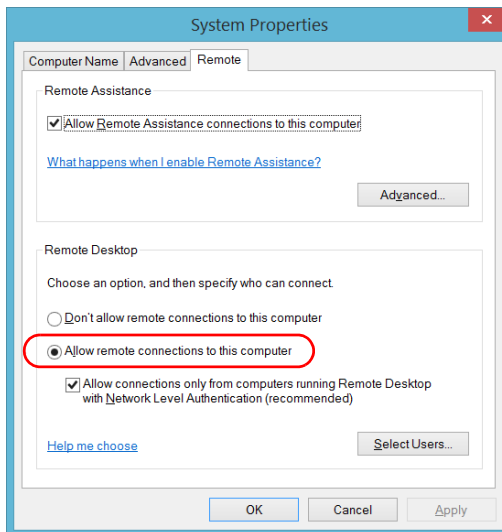 System Properties
Computer Name Advanced Remote
Remote Assistance
Allow Remote Assistance connections to this computer
What happens when I enable Remote Assistance?
Advanced...
Remote Desktop
Choose an option, and then specify who can connect.
Don't allow remote connections to this computer
Allow remote connections to this computer
Allow connections only from computers running Remote Desktop
with Network Level Authentication (recommended)
Help me choose
Select Users...
OK Cancel Apply